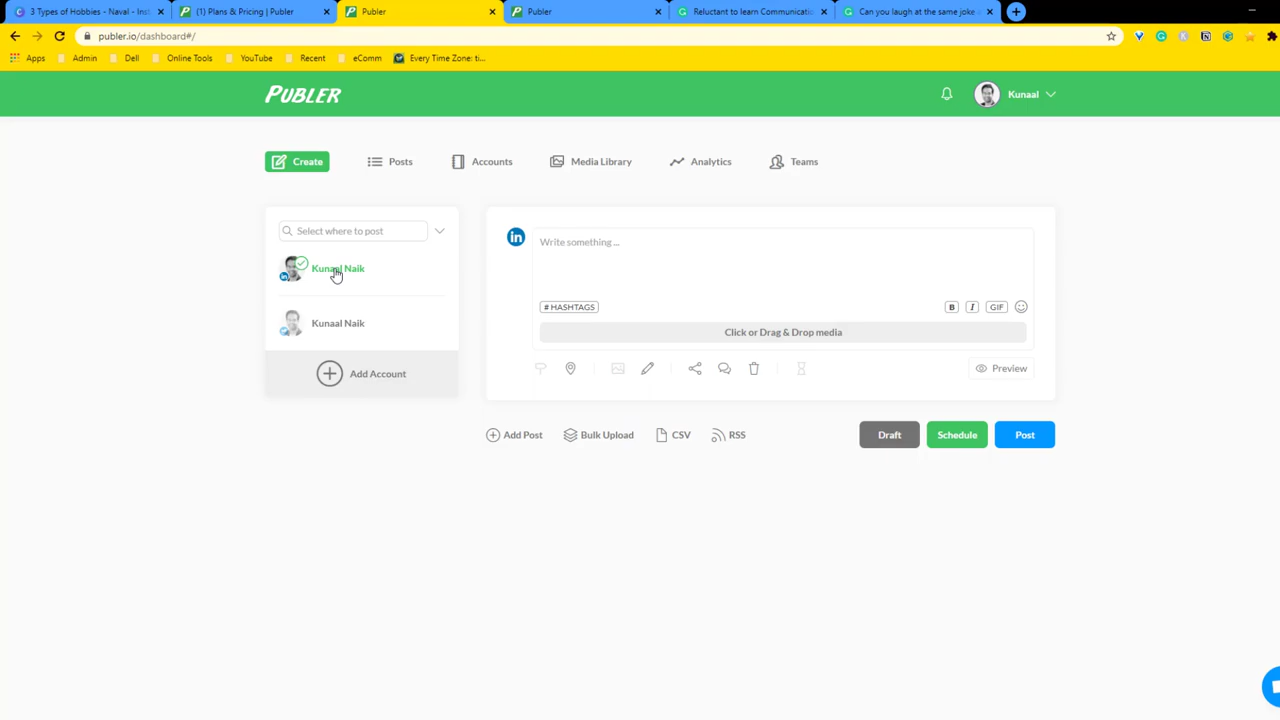 3 Types of Hobbies - Naval - Inst
(1) Plans & Pricing | Publer
Publer
Publer
Reluctant to learn Communicatio
Can you laugh at the same joke
publer.io/dashboard#/
Apps
Admin
Dell
Online Tools
YouTube
Recent
eComm
Every Time Zone: ti...
PUBLER
Kunaal
Create
Posts
Accounts
Media Library
Analytics
Teams
Select where to post
Kunaal Naik
Kunaal Naik
Add Account
in
Write something ...
# HASHTAGS
B
I
GIF
Click or Drag & Drop media
Preview
Add Post
Bulk Upload
CSV
RSS
Draft
Schedule
Post